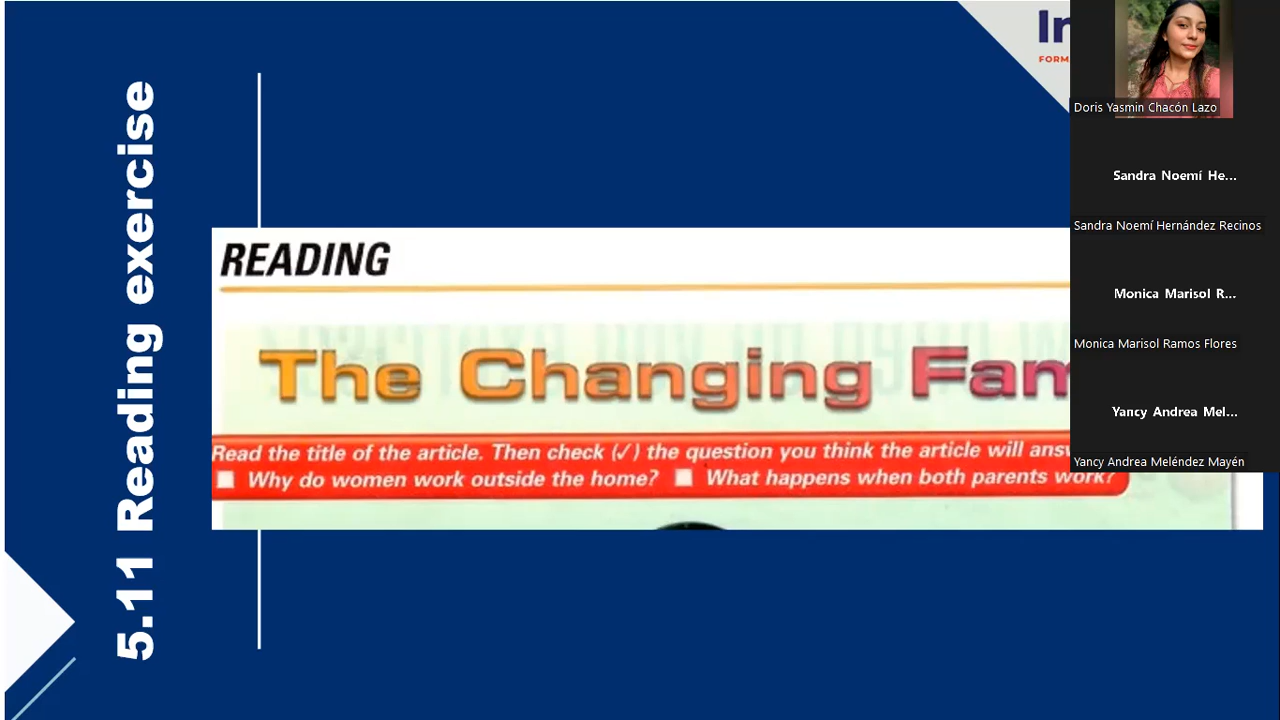 5.11 Reading exercise
READING
The Changing Fam
Read the title of the article. Then check (✓) the question you think the article will answ
Why do women work outside the home? What happens when both parents work?
In
FORM
Doris Yasmin Chacón Lazo
Sandra Noemí He...
Sandra Noemí Hernández Recinos
Monica Marisol R...
Monica Marisol Ramos Flores
Yancy Andrea Mel...
Yancy Andrea Meléndez Mayén